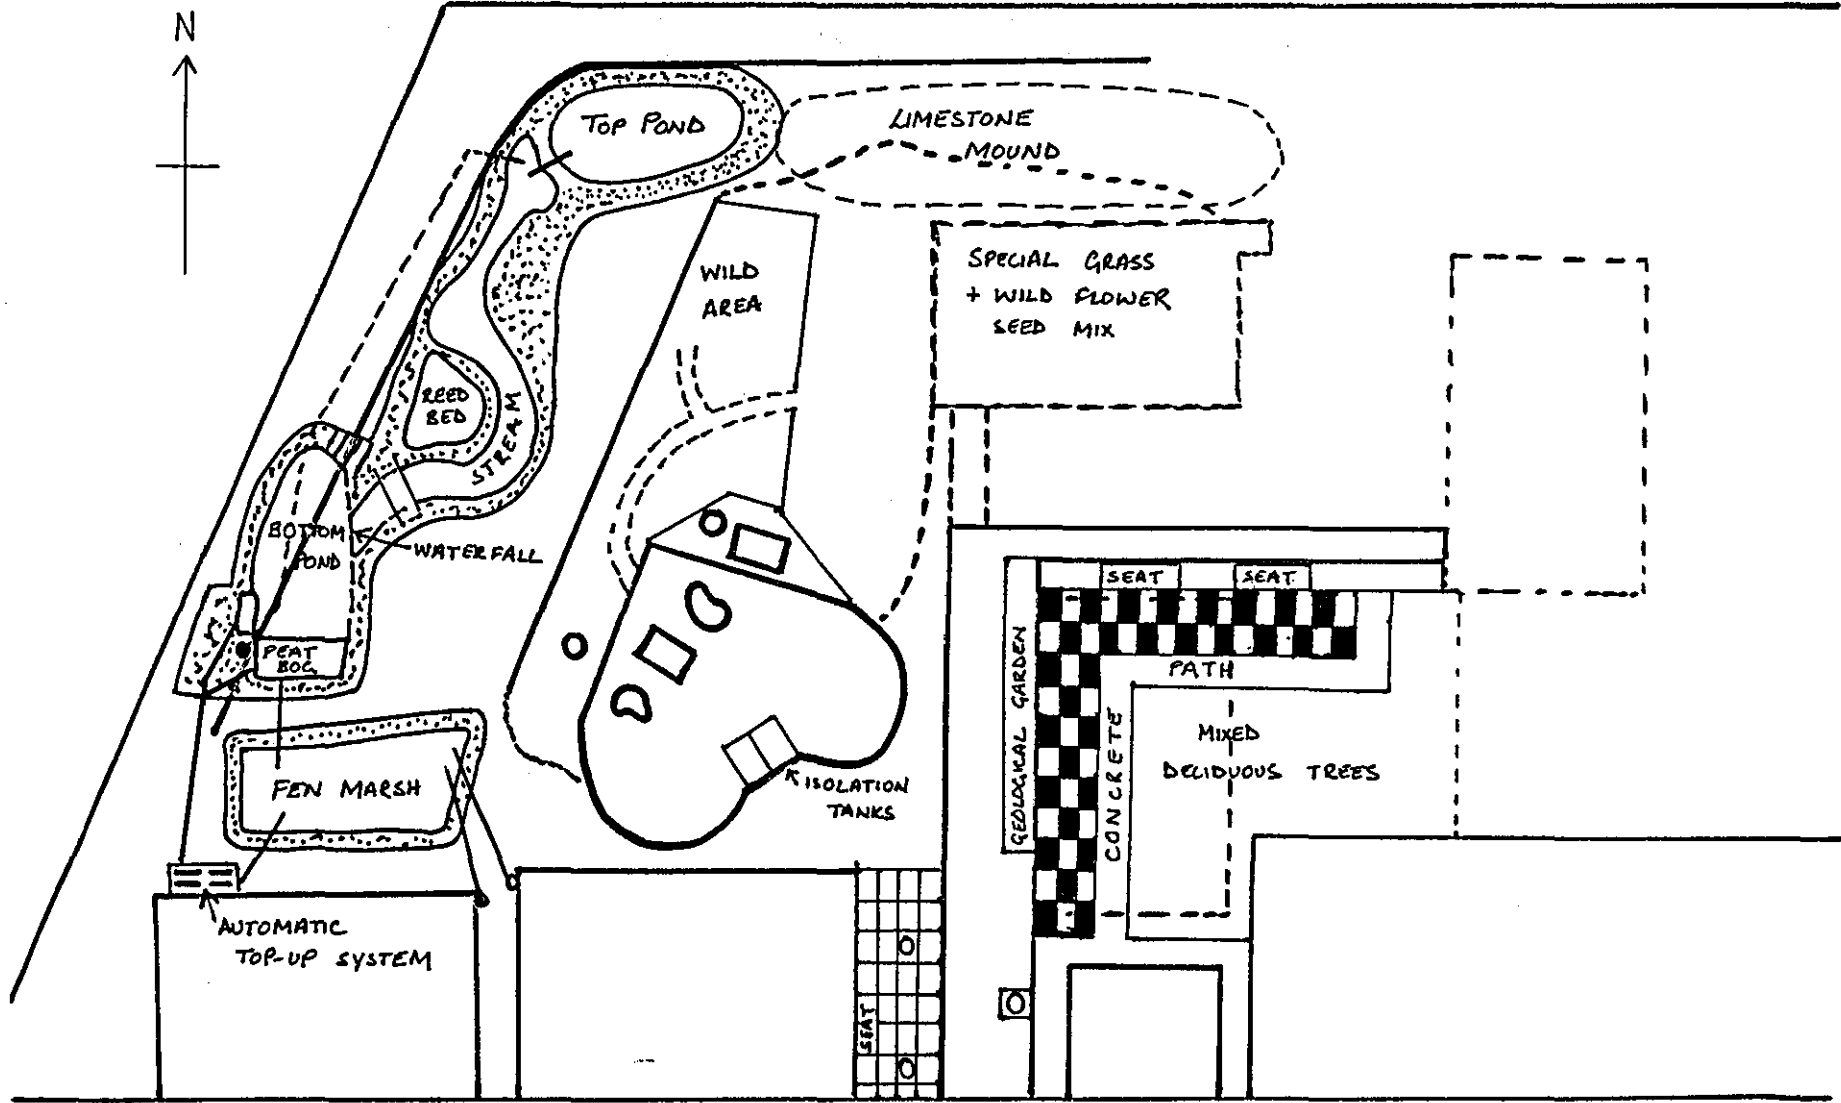 N
TOP POND
LIMESTONE
MOUND
WILD
AREA
SPECIAL GRASS
+ WILD FLOWER
SEED MIX
REED
BED
STREAM
BOTTOM
POND
WATERFALL
PEAT
BOG
FEN MARSH
ISOLATION
TANKS
AUTOMATIC
TOP-UP SYSTEM
SEAT
SEAT
SEAT
GEOLOGICAL GARDEN
PATH
CONCRETE
MIXED
DECIDUOUS TREES